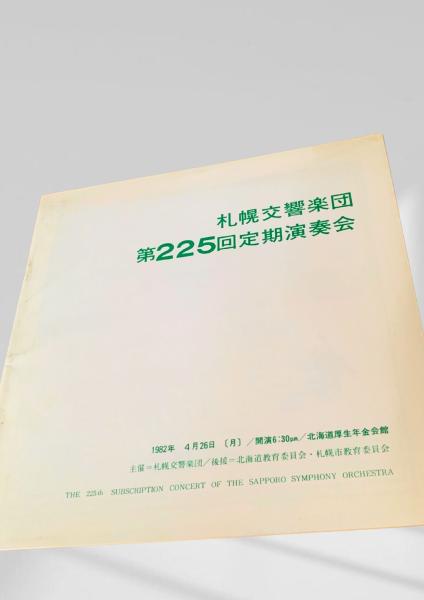 札幌交響楽団
第225回定期演奏会
1982年 4月26日〔月〕/開演6:30pm/北海道厚生年金会館
主催=札幌交響楽団/後援=北海道教育委員会・札幌市教育委員会
THE 225th SUBSCRIPTION CONCERT OF THE SAPPORO SYMPHONY ORCHESTRA